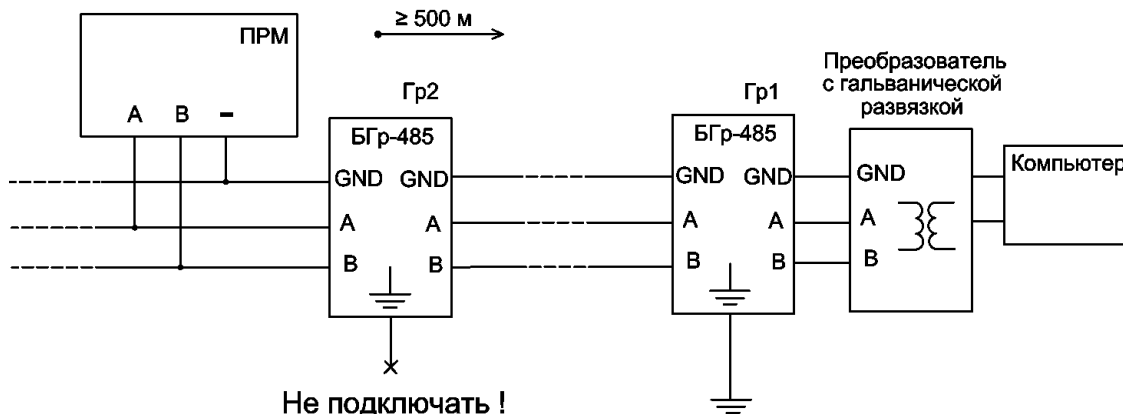 ПРМ
A B –
≥ 500 м
Гр2
БГр-485
GND GND
A A
B B
Не подключать !
Гр1
БГр-485
GND GND
A A
B B
Преобразователь
с гальванической
развязкой
GND
A
B
Компьютер